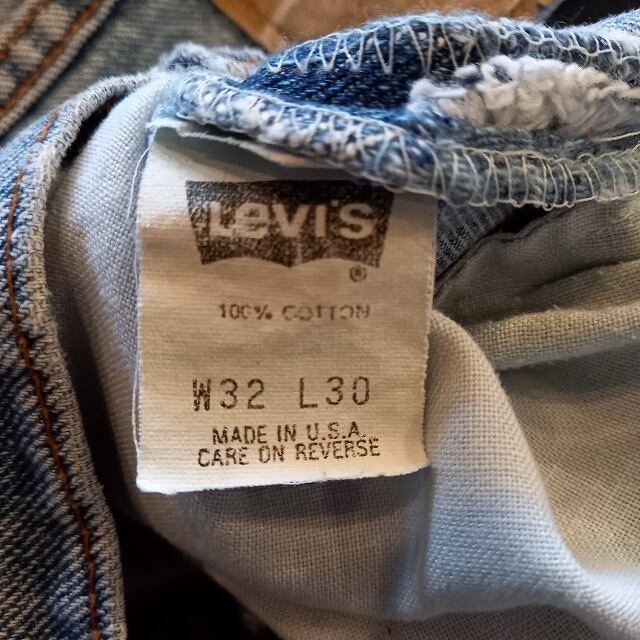 Levi's ®
100% COTTON
W32 L30
MADE IN U.S.A.
CARE ON REVERSE